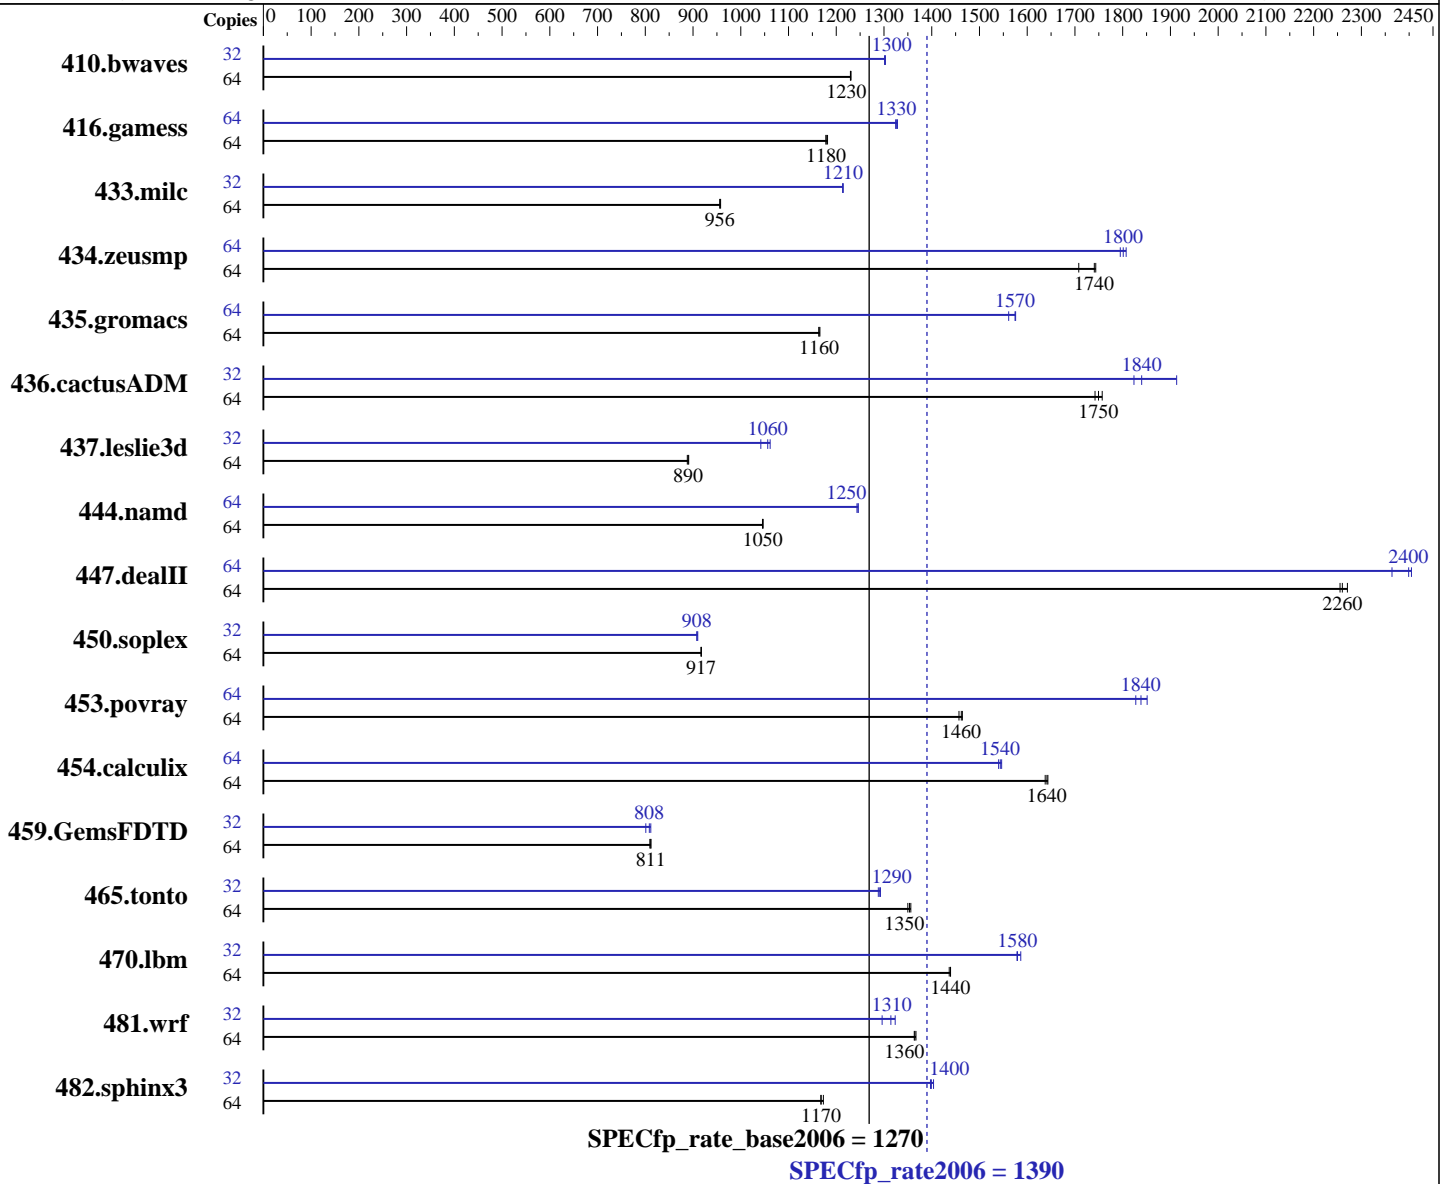 Copies 0 100 200 300 400 500 600 700 800 900 1000 1100 1200 1300 1400 1500 1600 1700 1800 1900 2000 2100 2200 2300 2450
410.bwaves 32 1300
64 1230
416.gamess 64 1330
64 1180
433.milc 32 1210
64 956
434.zeusmp 64 1800
64 1740
435.gromacs 64 1570
64 1160
436.cactusADM 32 1840
64 1750
437.leslie3d 32 1060
64 890
444.namd 64 1250
64 1050
447.dealII 64 2400
64 2260
450.soplex 32 908
64 917
453.povray 64 1840
64 1460
454.calculix 64 1540
64 1640
459.GemsFDTD 32 808
64 811
465.tonto 32 1290
64 1350
470.lbm 32 1580
64 1440
481.wrf 32 1310
64 1360
482.sphinx3 32 1400
64 1170
SPECfp_rate_base2006 = 1270
SPECfp_rate2006 = 1390